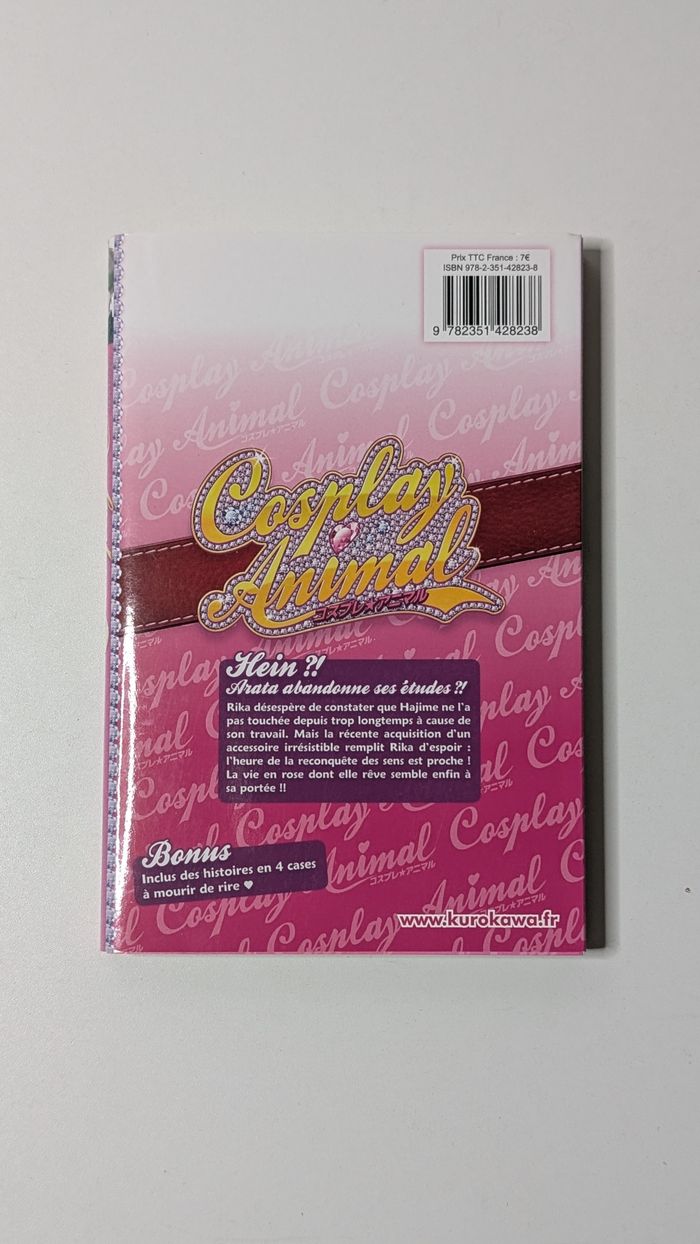 Prix TTC France : 7€
ISBN 978-2-351-42823-8
9 782351 428238
Cosplay
Animal
コスプレ★アニマル
Hein ?!
Arata abandonne ses études ?!
Rika désespère de constater que Hajime ne l'a
pas touchée depuis trop longtemps à cause de
son travail. Mais la récente acquisition d'un
accessoire irrésistible remplit Rika d'espoir :
l'heure de la reconquête des sens est proche !
La vie en rose dont elle rêve semble enfin à
sa portée !!
Bonus
Inclus des histoires en 4 cases
à mourir de rire ♥
www.kurokawa.fr